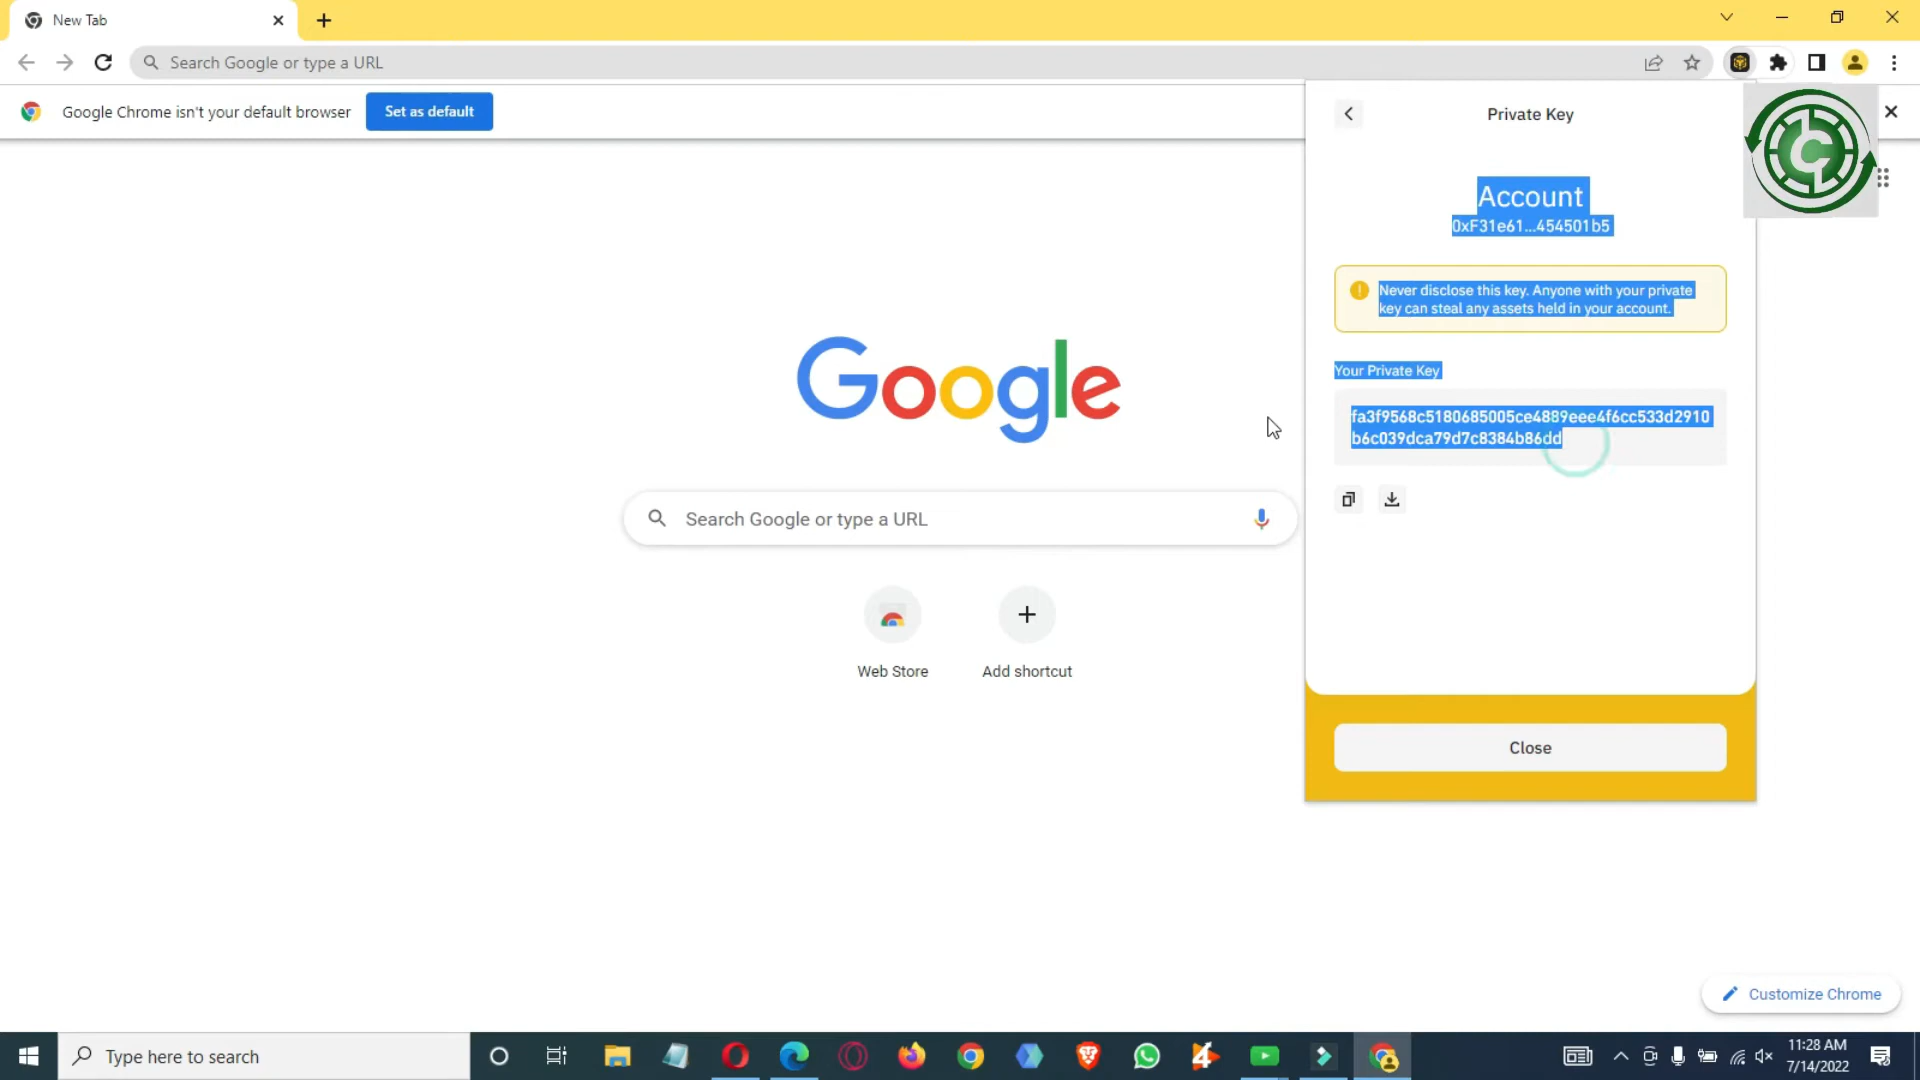 New Tab
Search Google or type a URL
Google Chrome isn't your default browser
Set as default
Private Key
Account
0xF31e61...454501b5
Never disclose this key. Anyone with your private
key can steal any assets held in your account.
Your Private Key
fa3f9568c5180685005ce4889eee4f6cc533d2910
b6c039dca79d7c8384b86dd
Close
Google
Search Google or type a URL
Web Store
Add shortcut
Customize Chrome
Type here to search
11:28 AM
7/14/2022